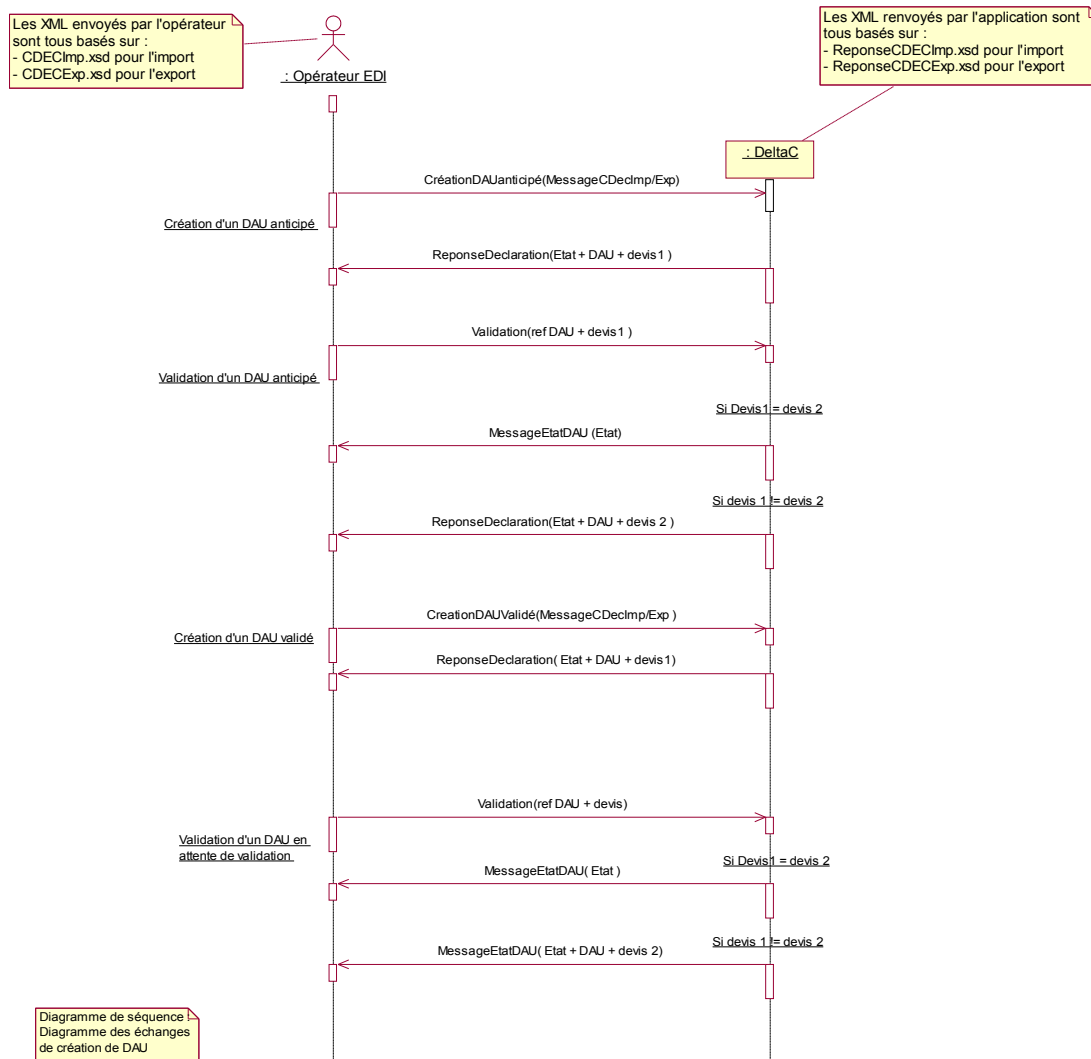 Les XML envoyés par l'opérateur
sont tous basés sur :
- CDECImp.xsd pour l'import
- CDECExp.xsd pour l'export
: Opérateur EDI
Les XML renvoyés par l'application sont
tous basés sur :
- ReponseCDECImp.xsd pour l'import
- ReponseCDECExp.xsd pour l'export
: DeltaC
CréationDAUanticipé(MessageCDecImp/Exp)
Création d'un DAU anticipé
ReponseDeclaration(Etat + DAU + devis1 )
Validation(ref DAU + devis1 )
Validation d'un DAU anticipé
Si Devis1 = devis 2
MessageEtatDAU (Etat)
Si devis 1 != devis 2
ReponseDeclaration(Etat + DAU + devis 2 )
CreationDAUValidé(MessageCDecImp/Exp )
Création d'un DAU validé
ReponseDeclaration( Etat + DAU + devis1)
Validation(ref DAU + devis)
Validation d'un DAU en
attente de validation
Si Devis1 = devis 2
MessageEtatDAU( Etat )
Si devis 1 != devis 2
MessageEtatDAU( Etat + DAU + devis 2)
Diagramme de séquence :
Diagramme des échanges
de création de DAU